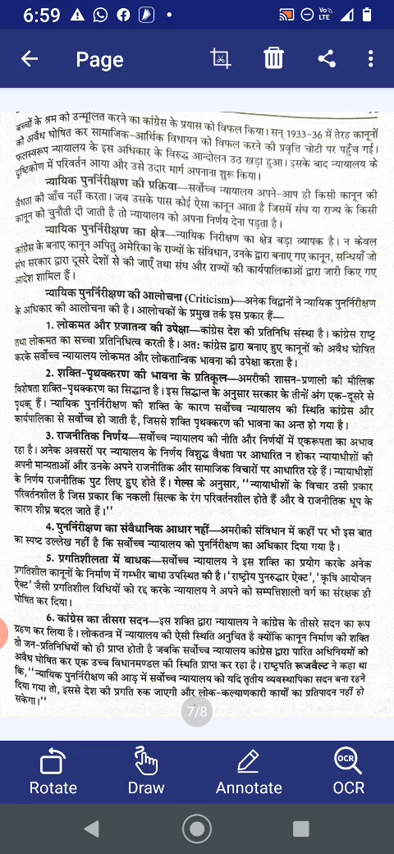 6:59
Vo
LTE
Page
बच्चों के श्रम को उन्मूलित करने का कांग्रेस के प्रयास को विफल किया। सन् 1933-36 में तेरह कानूनों
को अवैध घोषित कर सामाजिक-आर्थिक विधायन को विफल करने की प्रवृत्ति चोटी पर पहुँच गई।
फलस्वरूप न्यायालय के इस अधिकार के विरुद्ध आन्दोलन उठ खड़ा हुआ। इसके बाद न्यायालय के
दृष्टिकोण में परिवर्तन आया और उसे उदार मार्ग अपनाना शुरू किया।
न्यायिक पुनर्निरीक्षण की प्रक्रिया—सर्वोच्च न्यायालय अपने-आप ही किसी कानून की
वैधता की जाँच नहीं करता। जब उसके पास कोई ऐसा कानून आता है जिसमें संघ या राज्य के किसी
कानून को चुनौती दी जाती है तो न्यायालय को अपना निर्णय देना पड़ता है।
न्यायिक पुनर्निरीक्षण का क्षेत्र—न्यायिक निरीक्षण का क्षेत्र बड़ा व्यापक है। न केवल
कांग्रेस के बनाए कानून अपितु अमेरिका के राज्यों के संविधान, उनके द्वारा बनाए गए कानून, सन्धियाँ जो
संघ सरकार द्वारा दूसरे देशों से की जाएँ तथा संघ और राज्यों की कार्यपालिकाओं द्वारा जारी किए गए
आदेश शामिल हैं।
न्यायिक पुनर्निरीक्षण की आलोचना (Criticism)—अनेक विद्वानों ने न्यायिक पुनर्निरीक्षण
के अधिकार की आलोचना की है। आलोचकों के प्रमुख तर्क इस प्रकार हैं—
1. लोकमत और प्रजातन्त्र की उपेक्षा—कांग्रेस देश की प्रतिनिधि संस्था है। कांग्रेस राष्ट्र
तथा लोकमत का सच्चा प्रतिनिधित्व करती है। अतः कांग्रेस द्वारा बनाए हुए कानूनों को अवैध घोषित
करके सर्वोच्च न्यायालय लोकमत और लोकतान्त्रिक भावना की उपेक्षा करता है।
2. शक्ति-पृथक्करण की भावना के प्रतिकूल—अमरीकी शासन-प्रणाली की मौलिक
विशेषता शक्ति-पृथक्करण का सिद्धान्त है। इस सिद्धान्त के अनुसार सरकार के तीनों अंग एक-दूसरे से
पृथक् हैं। न्यायिक पुनर्निरीक्षण की शक्ति के कारण सर्वोच्च न्यायालय की स्थिति कांग्रेस और
कार्यपालिका से सर्वोच्च हो जाती है, जिससे शक्ति पृथक्करण की भावना का अन्त हो गया है।
3. राजनीतिक निर्णय—सर्वोच्च न्यायालय की नीति और निर्णयों में एकरूपता का अभाव
रहा है। अनेक अवसरों पर न्यायालय के निर्णय विशुद्ध वैधता पर आधारित न होकर न्यायाधीशों की
अपनी मान्यताओं और उनके अपने राजनीतिक और सामाजिक विचारों पर आधारित रहे हैं। न्यायाधीशों
के निर्णय राजनीतिक पुट लिए हुए होते हैं। गेल्स के अनुसार, ‘‘न्यायाधीशों के विचार उसी प्रकार
परिवर्तनशील है जिस प्रकार कि नकली सिल्क के रंग परिवर्तनशील होते हैं और वे राजनीतिक धूप के
कारण शीघ्र बदल जाते हैं।’’
4. पुनर्निरीक्षण का संवैधानिक आधार नहीं—अमरीकी संविधान में कहीं पर भी इस बात
का स्पष्ट उल्लेख नहीं है कि सर्वोच्च न्यायालय को पुनर्निरीक्षण का अधिकार दिया गया है।
5. प्रगतिशीलता में बाधक—सर्वोच्च न्यायालय ने इस शक्ति का प्रयोग करके अनेक
प्रगतिशील कानूनों के निर्माण में गम्भीर बाधा उपस्थित की है। ‘राष्ट्रीय पुनरुद्धार ऐक्ट’, ‘कृषि आयोजन
ऐक्ट’ जैसी प्रगतिशील विधियों को रद्द करके न्यायालय ने अपने को सम्पत्तिशाली वर्ग का संरक्षक ही
घोषित कर दिया।
6. कांग्रेस का तीसरा सदन—इस शक्ति द्वारा न्यायालय ने कांग्रेस के तीसरे सदन का रूप
ग्रहण कर लिया है। लोकतन्त्र में न्यायालय की ऐसी स्थिति अनुचित है क्योंकि कानून निर्माण की शक्ति
तो जन-प्रतिनिधियों को ही प्राप्त होती है जबकि सर्वोच्च न्यायालय कांग्रेस द्वारा पारित अधिनियमों को
अवैध घोषित कर एक उच्च विधानमण्डल की स्थिति प्राप्त कर रहा है। राष्ट्रपति रूजवैल्ट ने कहा था
कि, ‘‘न्यायिक पुनर्निरीक्षण की आड़ में सर्वोच्च न्यायालय को यदि तृतीय व्यवस्थापिका सदन बना रहने
दिया गया तो, इससे देश की प्रगति रुक जाएगी और लोक-कल्याणकारी कार्यों का प्रतिपादन नहीं हो
सकेगा।’’
7/8
OCR
Rotate
Draw
Annotate
OCR